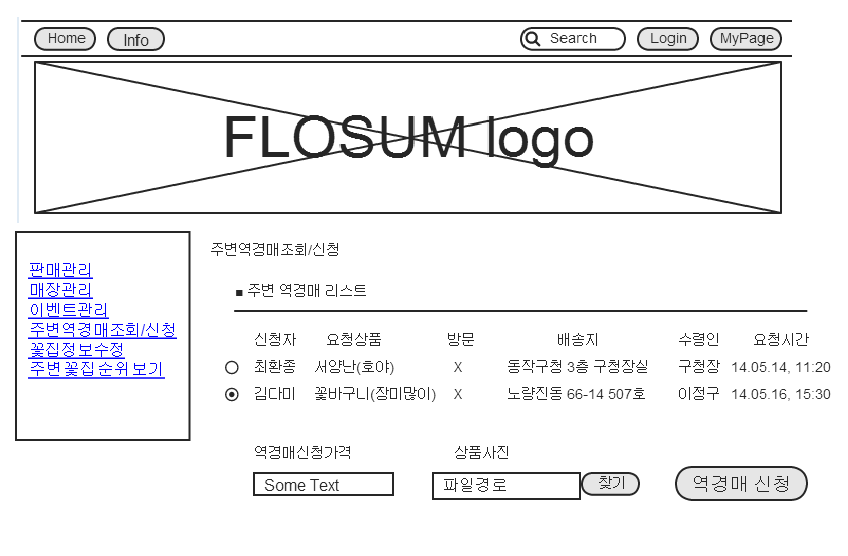 Home Info Search Login MyPage
FLOSUM logo
판매관리
매장관리
이벤트관리
주변역경매조회/신청
꽃집정보수정
주변꽃집순위보기
주변역경매조회/신청
■ 주변 역경매 리스트
신청자 요청상품 방문 배송지 수령인 요청시간
최환종 서양난(호야) X 동작구청 3층 구청장실 구청장 14.05.14, 11:20
김다미 꽃바구니(장미많이) X 노량진동 66-14 507호 이정구 14.05.16, 15:30
역경매신청가격 상품사진
Some Text 파일경로 찾기 역경매 신청